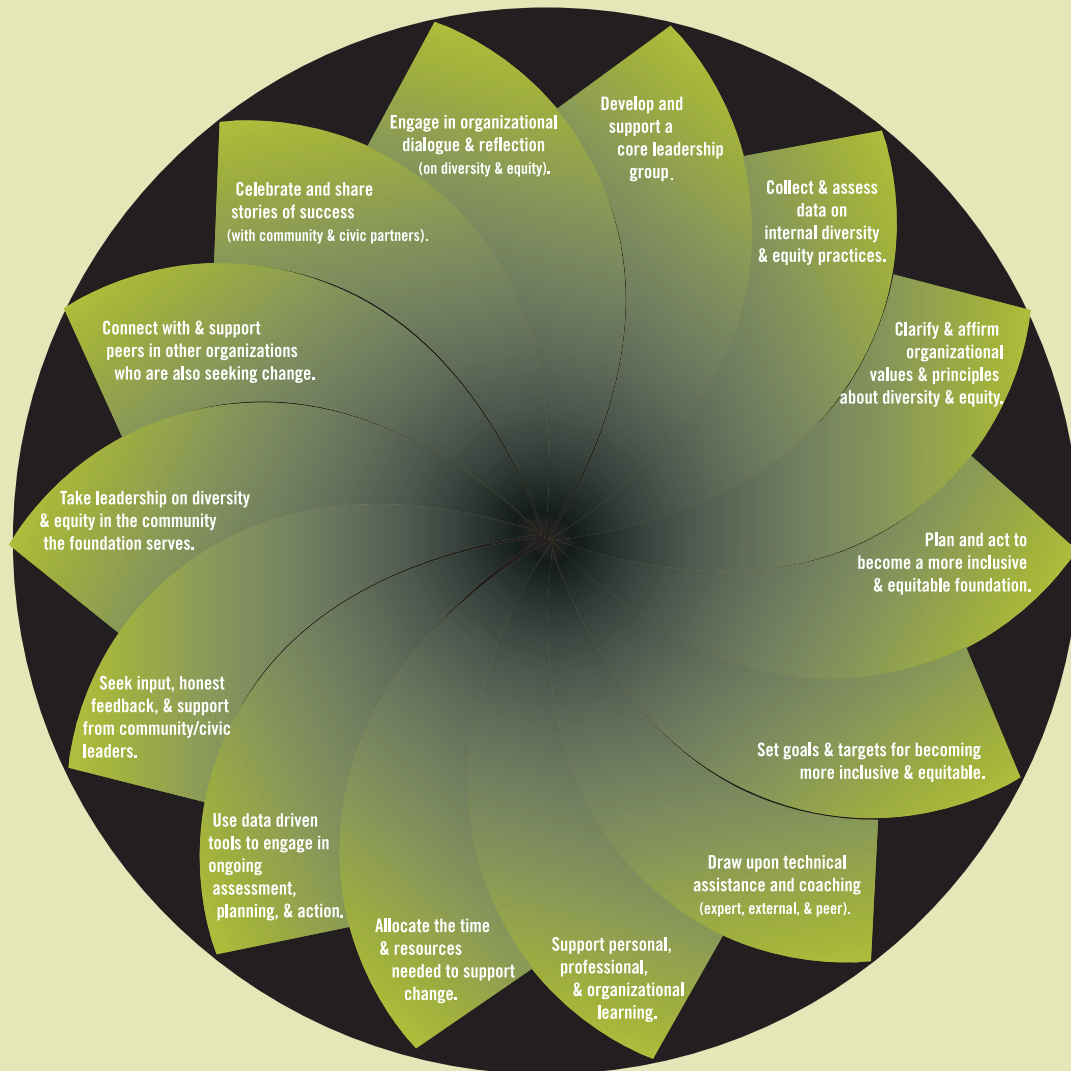 Engage in organizational
dialogue & reflection
(on diversity & equity).
Develop and
support a
core leadership
group.
Collect & assess
data on
internal diversity
& equity practices.
Clarify & affirm
organizational
values & principles
about diversity & equity.
Plan and act to
become a more inclusive
& equitable foundation.
Set goals & targets for becoming
more inclusive & equitable.
Draw upon technical
assistance and coaching
(expert, external, & peer).
Support personal,
professional,
& organizational
learning.
Allocate the time
& resources
needed to support
change.
Use data driven
tools to engage in
ongoing
assessment,
planning, & action.
Seek input, honest
feedback, & support
from community/civic
leaders.
Take leadership on diversity
& equity in the community
the foundation serves.
Connect with & support
peers in other organizations
who are also seeking change.
Celebrate and share
stories of success
(with community & civic partners).